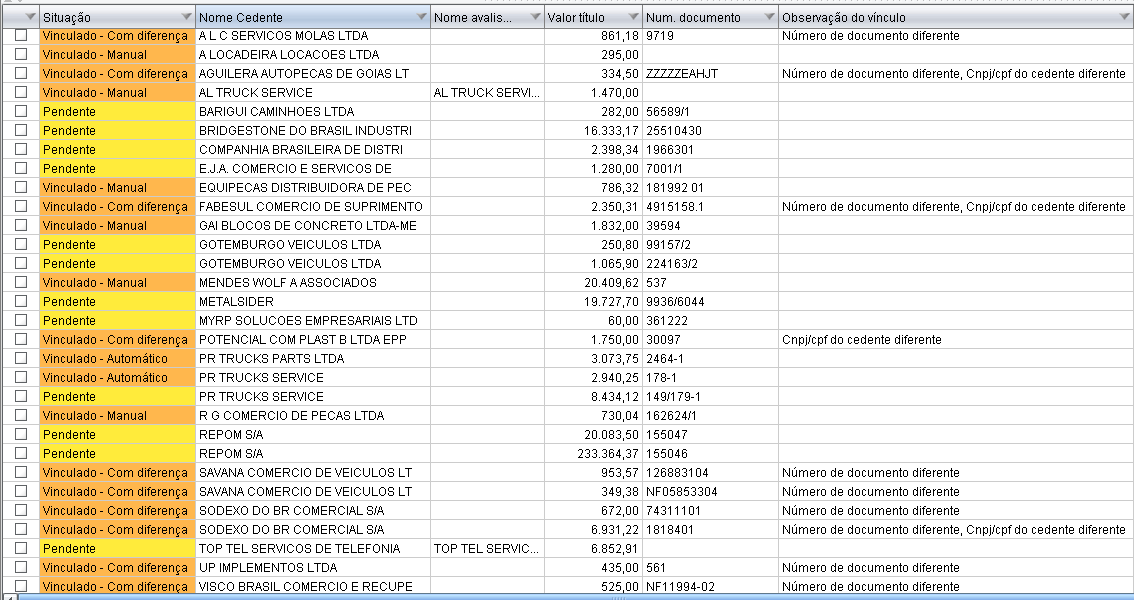 Situação Nome Cedente Nome avalis... Valor título Num. documento Observação do vínculo
Vinculado - Com diferença A L C SERVICOS MOLAS LTDA 861,18 9719 Número de documento diferente
Vinculado - Manual A LOCADEIRA LOCACOES LTDA 295,00
Vinculado - Com diferença AGUILERA AUTOPECAS DE GOIAS LT 334,50 ZZZZZEAHJT Número de documento diferente, Cnpj/cpf do cedente diferente
Vinculado - Manual AL TRUCK SERVICE AL TRUCK SERVI... 1.470,00
Pendente BARIGUI CAMINHOES LTDA 282,00 56589/1
Pendente BRIDGESTONE DO BRASIL INDUSTRI 16.333,17 25510430
Pendente COMPANHIA BRASILEIRA DE DISTRI 2.398,34 1966301
Pendente E.J.A. COMERCIO E SERVICOS DE 1.280,00 7001/1
Vinculado - Manual EQUIPECAS DISTRIBUIDORA DE PEC 786,32 181992 01
Vinculado - Com diferença FABESUL COMERCIO DE SUPRIMENTO 2.350,31 4915158.1 Número de documento diferente, Cnpj/cpf do cedente diferente
Vinculado - Manual GAI BLOCOS DE CONCRETO LTDA-ME 1.832,00 39594
Pendente GOTEMBURGO VEICULOS LTDA 250,80 99157/2
Pendente GOTEMBURGO VEICULOS LTDA 1.065,90 224163/2
Vinculado - Manual MENDES WOLF A ASSOCIADOS 20.409,62 537
Pendente METALSIDER 19.727,70 9936/6044
Pendente MYRP SOLUCOES EMPRESARIAIS LTD 60,00 361222
Vinculado - Com diferença POTENCIAL COM PLAST B LTDA EPP 1.750,00 30097 Cnpj/cpf do cedente diferente
Vinculado - Automático PR TRUCKS PARTS LTDA 3.073,75 2464-1
Vinculado - Automático PR TRUCKS SERVICE 2.940,25 178-1
Pendente PR TRUCKS SERVICE 8.434,12 149/179-1
Vinculado - Manual R G COMERCIO DE PECAS LTDA 730,04 162624/1
Pendente REPOM S/A 20.083,50 155047
Pendente REPOM S/A 233.364,37 155046
Vinculado - Com diferença SAVANA COMERCIO DE VEICULOS LT 953,57 126883104 Número de documento diferente
Vinculado - Com diferença SAVANA COMERCIO DE VEICULOS LT 349,38 NF05853304 Número de documento diferente
Vinculado - Com diferença SODEXO DO BR COMERCIAL S/A 672,00 74311101 Número de documento diferente
Vinculado - Com diferença SODEXO DO BR COMERCIAL S/A 6.931,22 1818401 Número de documento diferente, Cnpj/cpf do cedente diferente
Pendente TOP TEL SERVICOS DE TELEFONIA TOP TEL SERVIC... 6.852,91
Vinculado - Com diferença UP IMPLEMENTOS LTDA 435,00 561 Número de documento diferente
Vinculado - Com diferença VISCO BRASIL COMERCIO E RECUPE 525,00 NF11994-02 Número de documento diferente